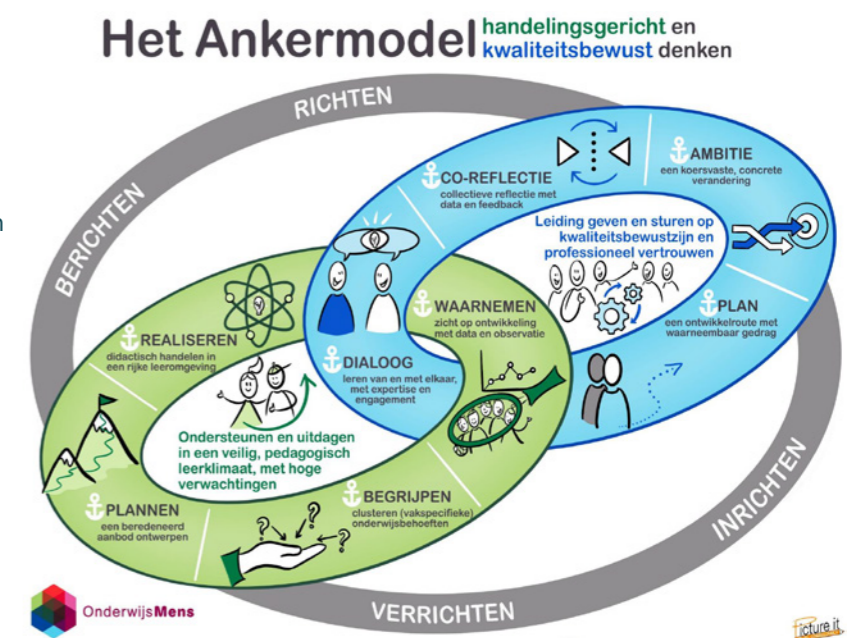 Het Ankermodel handelingsgericht en
kwaliteitsbewust denken
RICHTEN
BERICHTEN
INRICHTEN
VERRICHTEN
CO-REFLECTIE
collectieve reflectie met
data en feedback
AMBITIE
een koersvaste, concrete
verandering
Leiding geven en sturen op
kwaliteitsbewustzijn en
professioneel vertrouwen
PLAN
een ontwikkelroute met
waarneembaar gedrag
DIALOOG
leren van en met elkaar,
met expertise en
engagement
WAARNEMEN
zicht op ontwikkeling
met data en observatie
REALISEREN
didactisch handelen in
een rijke leeromgeving
Ondersteunen en uitdagen
in een veilig, pedagogisch
leerklimaat, met hoge
verwachtingen
BEGRIJPEN
clusteren (vakspecifieke)
onderwijsbehoeften
PLANNEN
een beredeneerd
aanbod ontwerpen
? ? ?
OnderwijsMens
Picture it